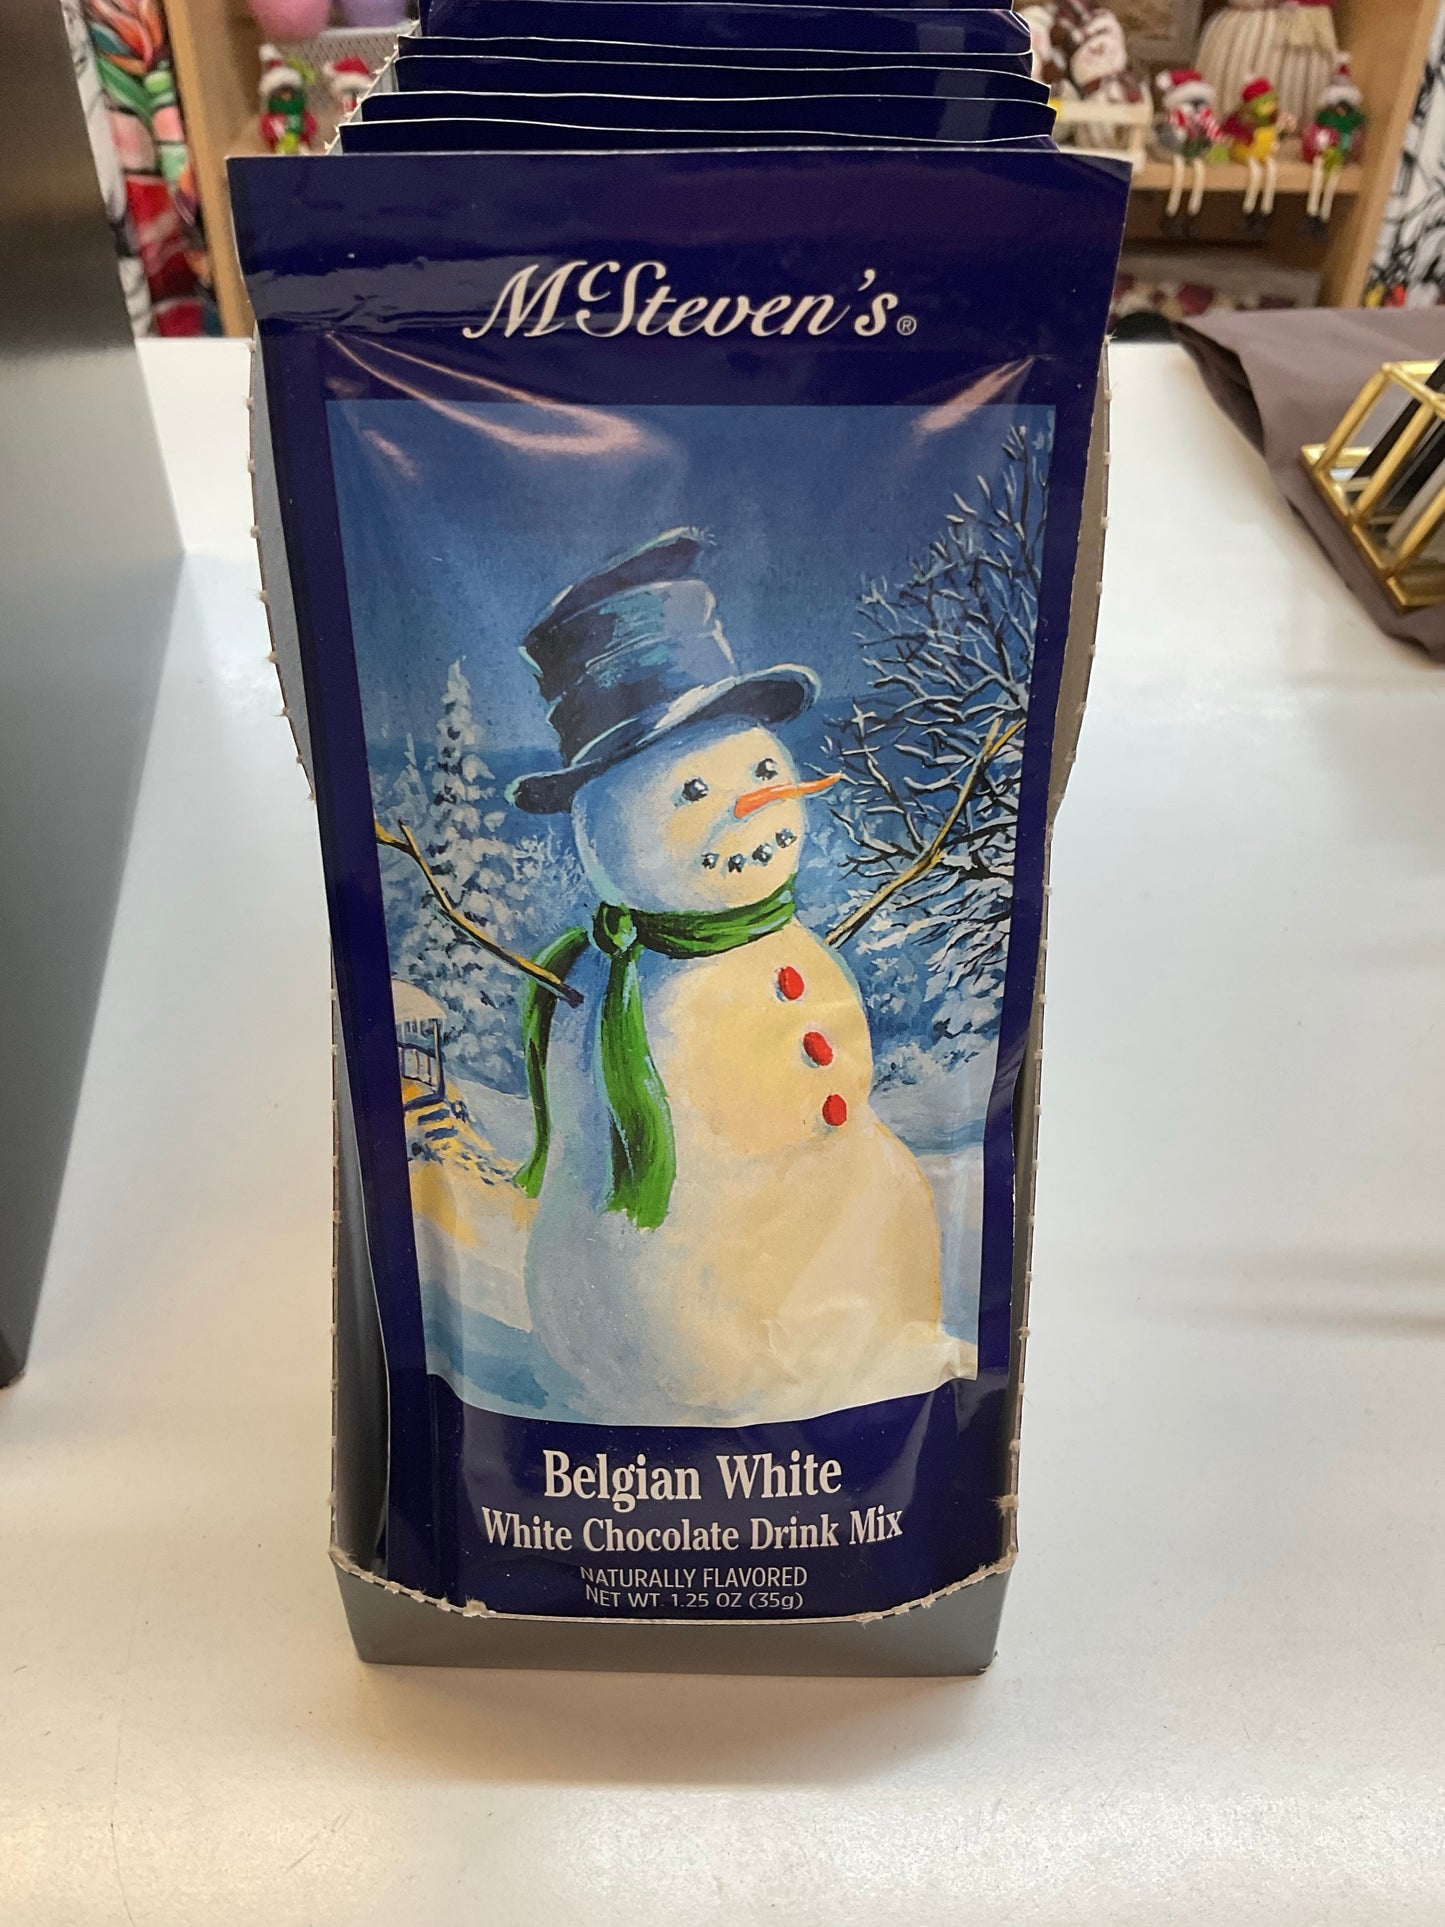 McSteven's®
Belgian White
White Chocolate Drink Mix
NATURALLY FLAVORED
NET WT. 1.25 OZ (35g)